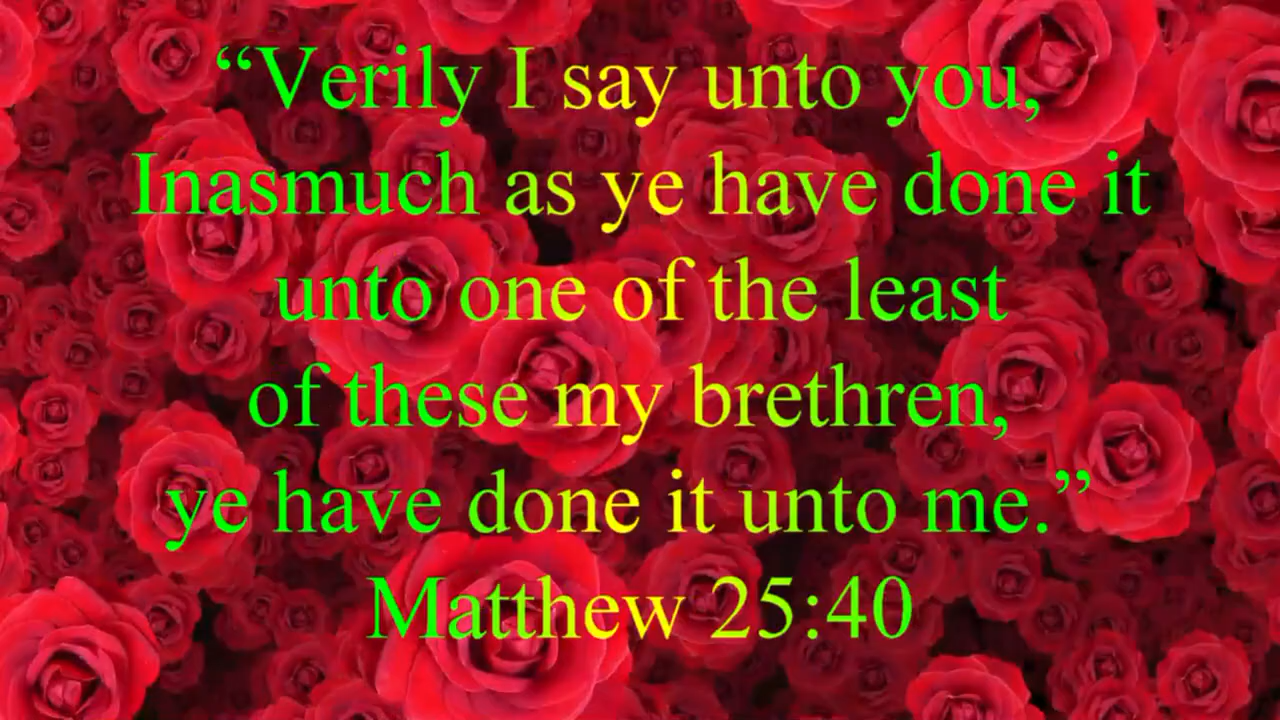 “Verily I say unto you,
Inasmuch as ye have done it
unto one of the least
of these my brethren,
ye have done it unto me.”
Matthew 25:40